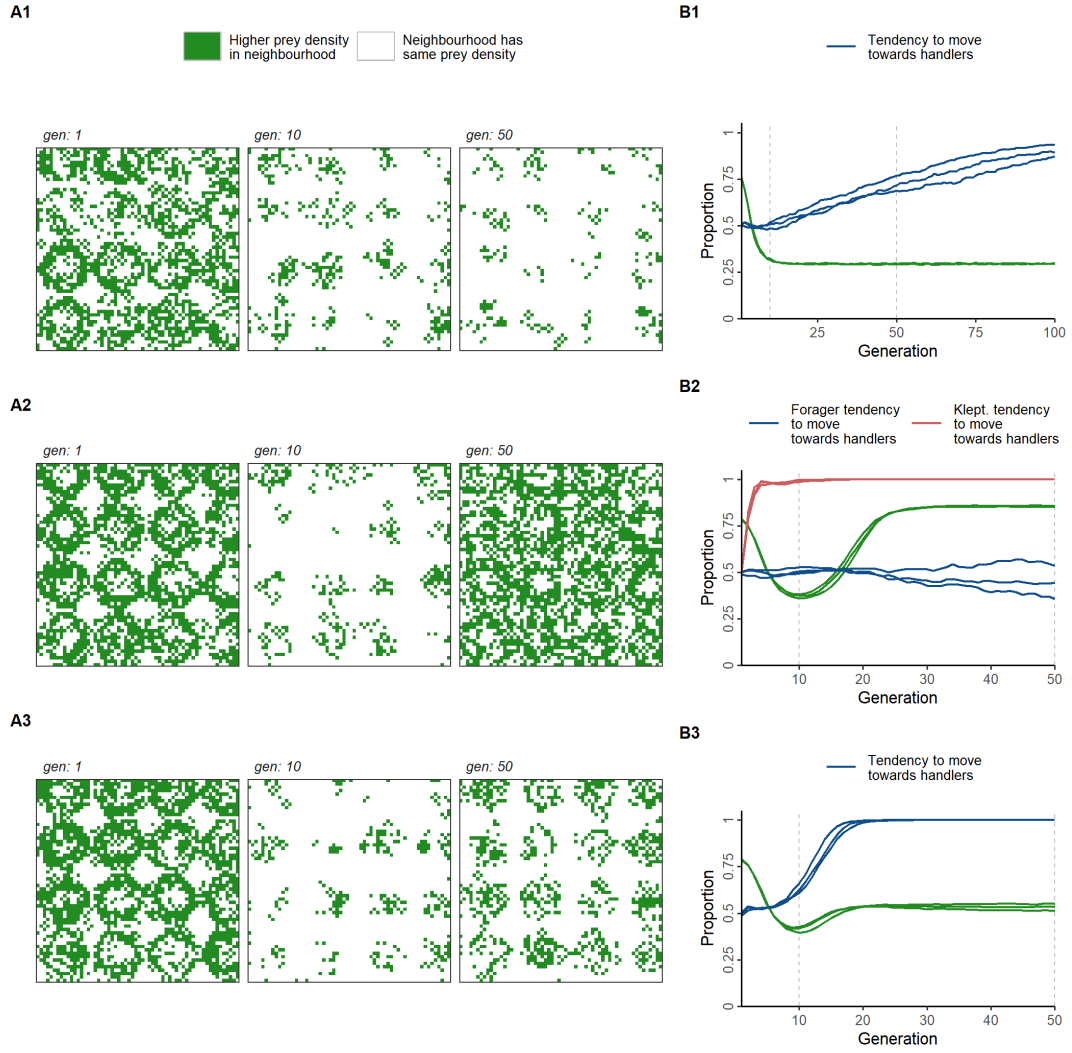 A1
Higher prey density
in neighbourhood
Neighbourhood has
same prey density
gen: 1
gen: 10
gen: 50
B1
Tendency to move
towards handlers
Proportion
1
0.75
0.5
0.25
0
25
50
75
100
Generation
A2
gen: 1
gen: 10
gen: 50
B2
Forager tendency
to move
towards handlers
Klept. tendency
to move
towards handlers
Proportion
1
0.75
0.5
0.25
0
10
20
30
40
50
Generation
A3
gen: 1
gen: 10
gen: 50
B3
Tendency to move
towards handlers
Proportion
1
0.75
0.5
0.25
0
10
20
30
40
50
Generation